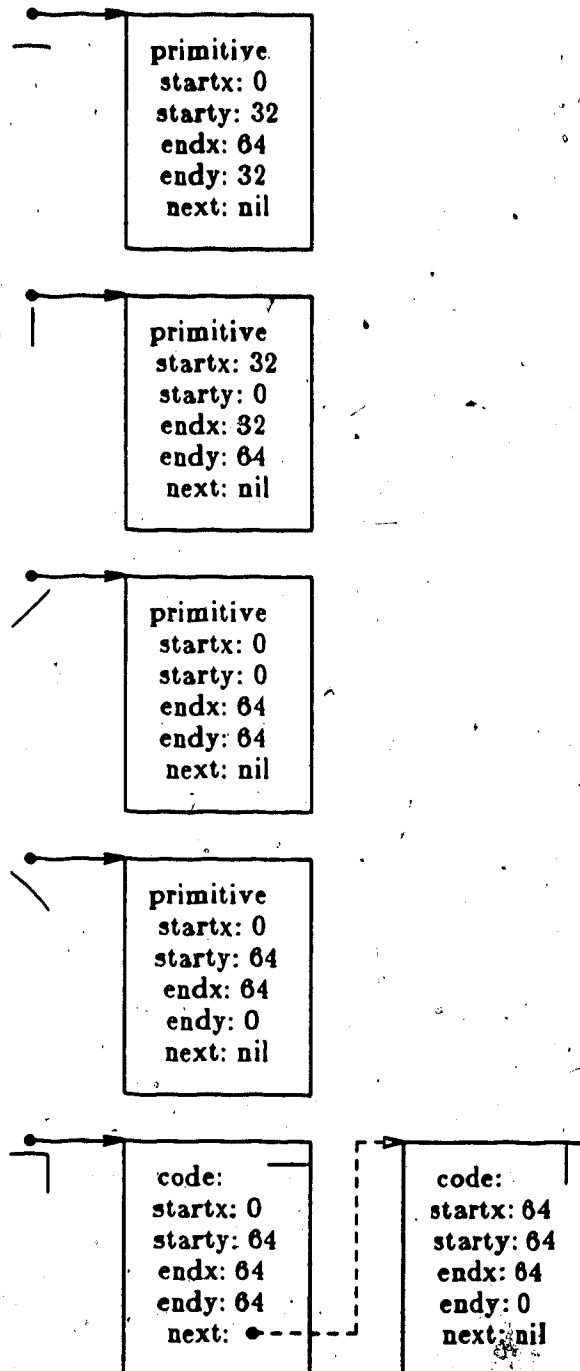 primitive
startx: 0
starty: 32
endx: 64
endy: 32
next: nil
primitive
startx: 32
starty: 0
endx: 32
endy: 64
next: nil
primitive
startx: 0
starty: 0
endx: 64
endy: 64
next: nil
primitive
startx: 0
starty: 64
endx: 64
endy: 0
next: nil
code:
startx: 0
starty: 64
endx: 64
endy: 64
next:
code:
startx: 64
starty: 64
endx: 64
endy: 0
next: nil